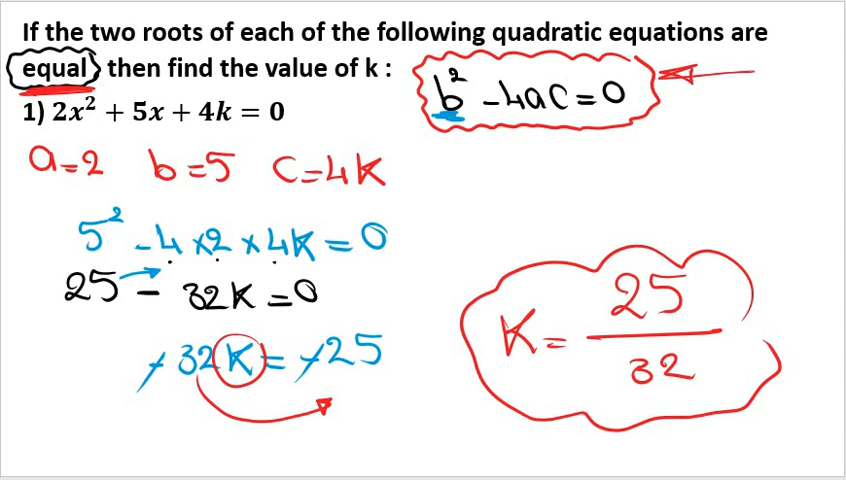 If the two roots of each of the following quadratic equations are
equal, then find the value of k :
b² - 4ac = 0
1) 2x² + 5x + 4k = 0
a=2 b=5 c=4K
5² - 4 × 2 × 4K = 0
25 - 32K = 0
-32K = -25
K = 25/32